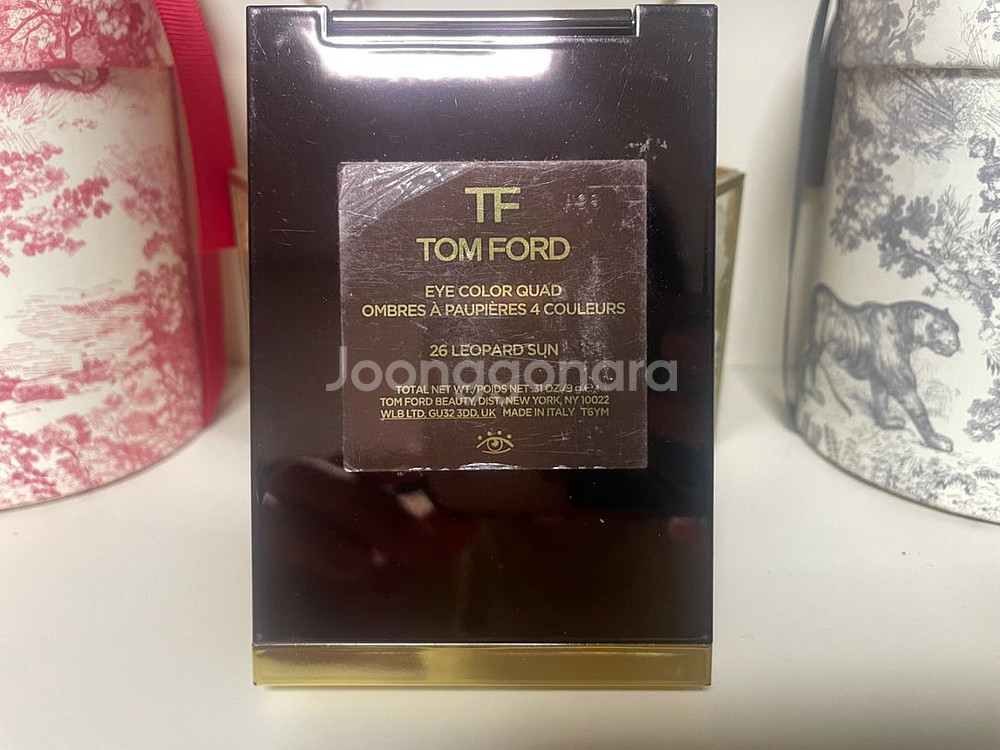 TF
TOM FORD
EYE COLOR QUAD
OMBRES À PAUPIÈRES 4 COULEURS
26 LEOPARD SUN
Joonggonara
TOTAL NET WT./POIDS NET .31 OZ./9 g ℮
TOM FORD BEAUTY, DIST, NEW YORK, NY 10022
WLB LTD, GU32 3DD, UK MADE IN ITALY T6YM